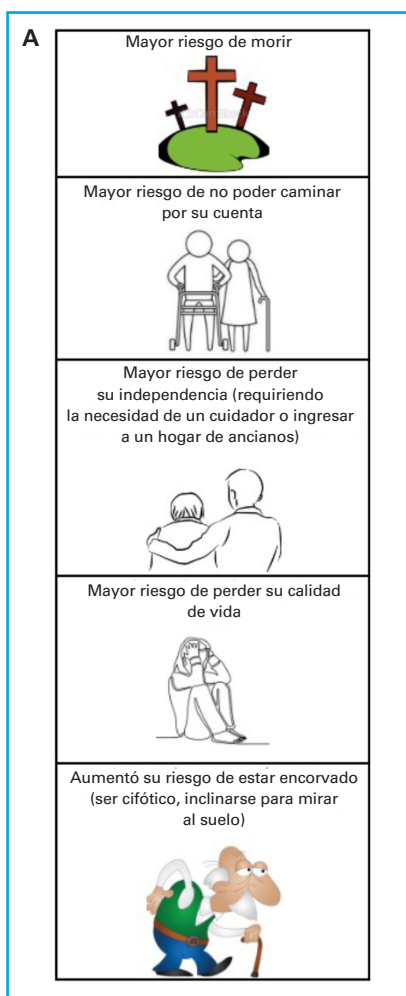 A
Mayor riesgo de morir
Mayor riesgo de no poder caminar
por su cuenta
Mayor riesgo de perder
su independencia (requiriendo
la necesidad de un cuidador o ingresar
a un hogar de ancianos)
Mayor riesgo de perder su calidad
de vida
Aumentó su riesgo de estar encorvado
(ser cifótico, inclinarse para mirar
al suelo)